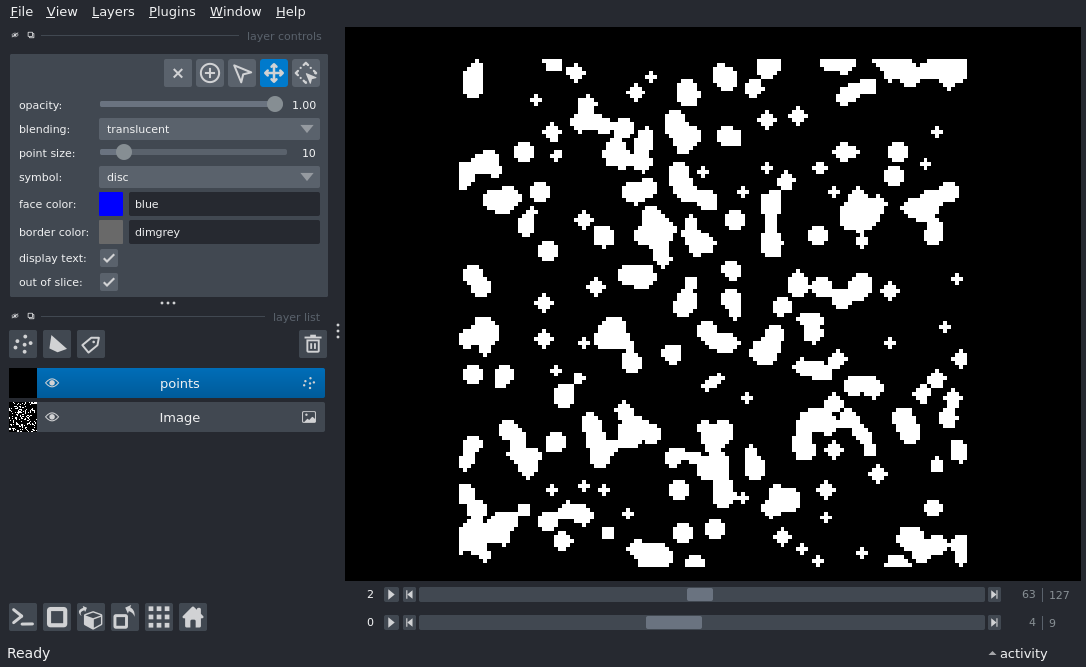 File View Layers Plugins Window Help
layer controls
opacity: 1.00
blending: translucent
point size: 10
symbol: disc
face color: blue
border color: dimgrey
display text:
out of slice:
layer list
points
Image
2 63 127
0 4 9
Ready activity